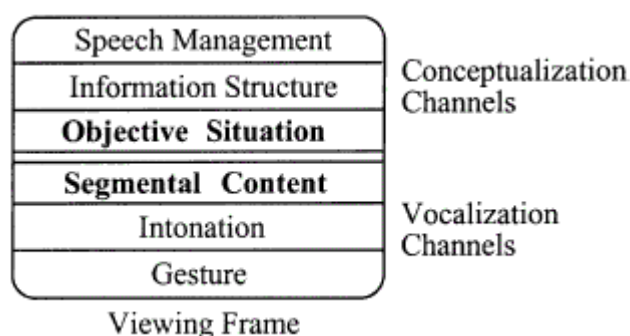 Speech Management
Information Structure
Objective Situation
Segmental Content
Intonation
Gesture
Conceptualization
Channels
Vocalization
Channels
Viewing Frame